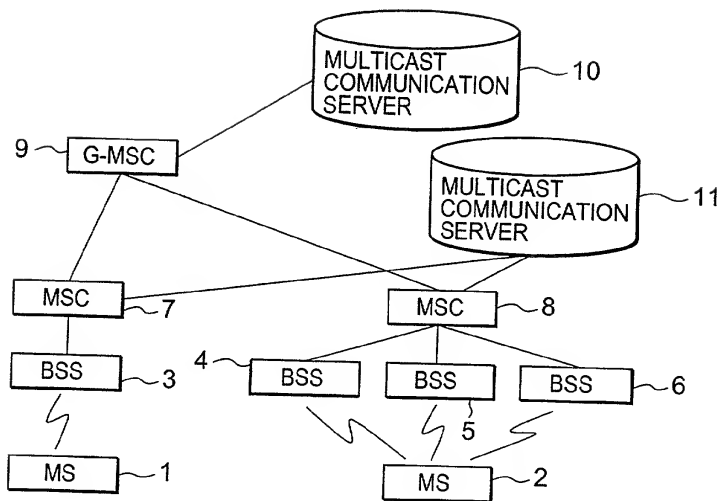 MULTICAST
COMMUNICATION
SERVER
10
9
G-MSC
MULTICAST
COMMUNICATION
SERVER
11
MSC
7
MSC
8
BSS
3
4
BSS
BSS
5
BSS
6
MS
1
MS
2